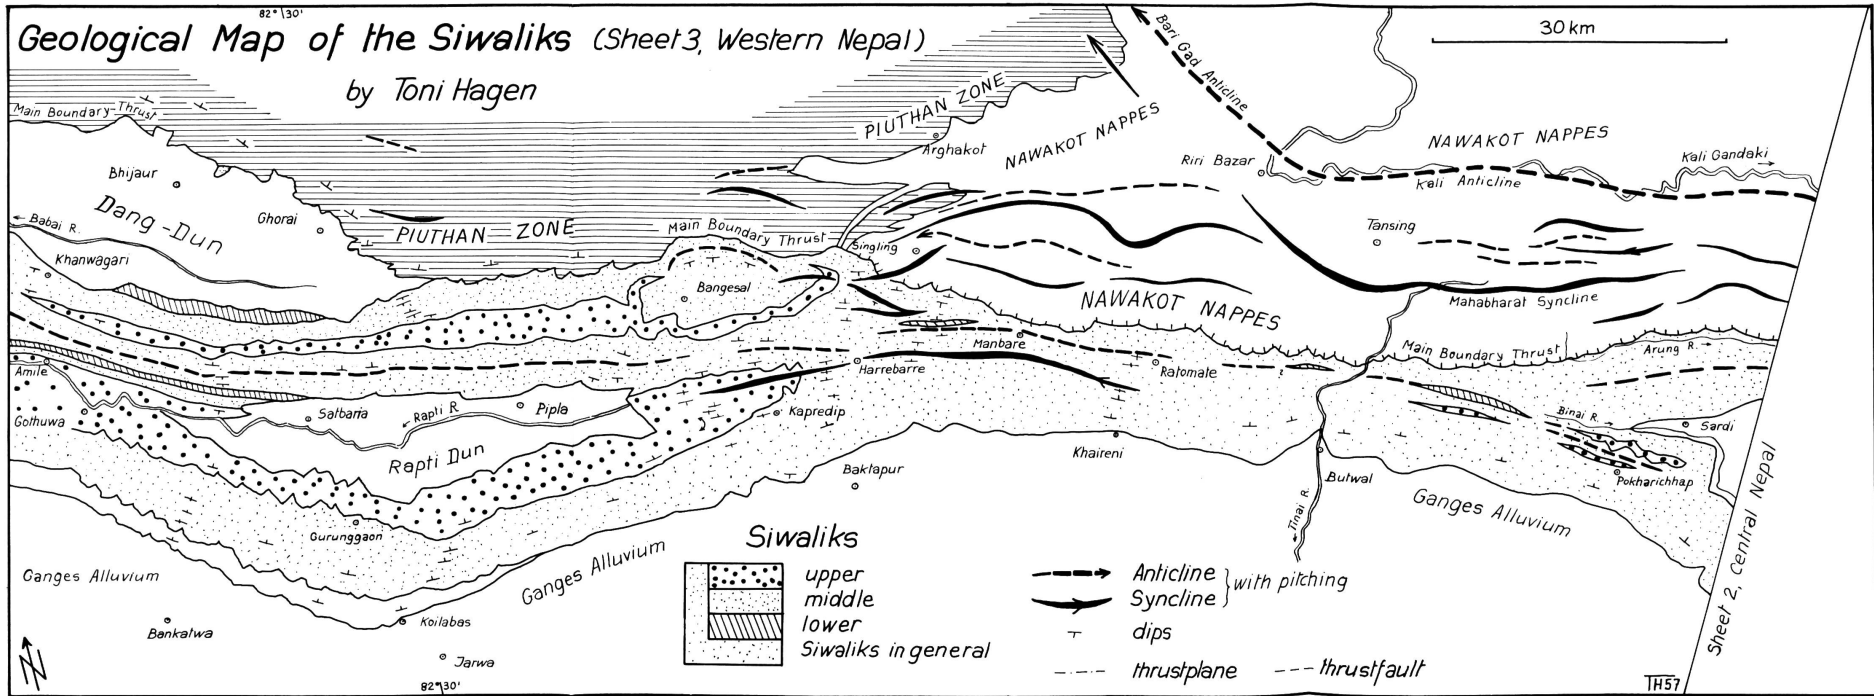 82°|30'
Geological Map of the Siwaliks (Sheet 3, Western Nepal)
by Toni Hagen
30 km
Main Boundary Thrust
Bari Gad Anticline
PIUTHAN ZONE
NAWAKOT NAPPES
Arghakot
NAWAKOT NAPPES
Riri Bazar
Kali Gandaki
Kali Anticline
Bhijaur
Dang-Dun
Ghorai
Babai R.
PIUTHAN ZONE
Main Boundary Thrust
Singling
Tansing
Khanwagari
Bangesal
NAWAKOT NAPPES
Mahabharat Syncline
Manbare
Main Boundary Thrust
Arung R.
Amile
Harrebarre
Ratomate
Satbaria
Rapti R.
Pipla
Kapredip
Binai R.
Sardi
Gothuwa
Rapti Dun
Baktapur
Khaireni
Butwal
Pokharichhap
Tinai R.
Ganges Alluvium
Gurunggaon
Ganges Alluvium
Ganges Alluvium
Bankatwa
Koilabas
Jarwa
82°|30'
Siwaliks
upper
middle
lower
Siwaliks in general
Anticline
Syncline
} with pitching
dips
thrustplane
thrustfault
Sheet 2, Central Nepal
TH57
N